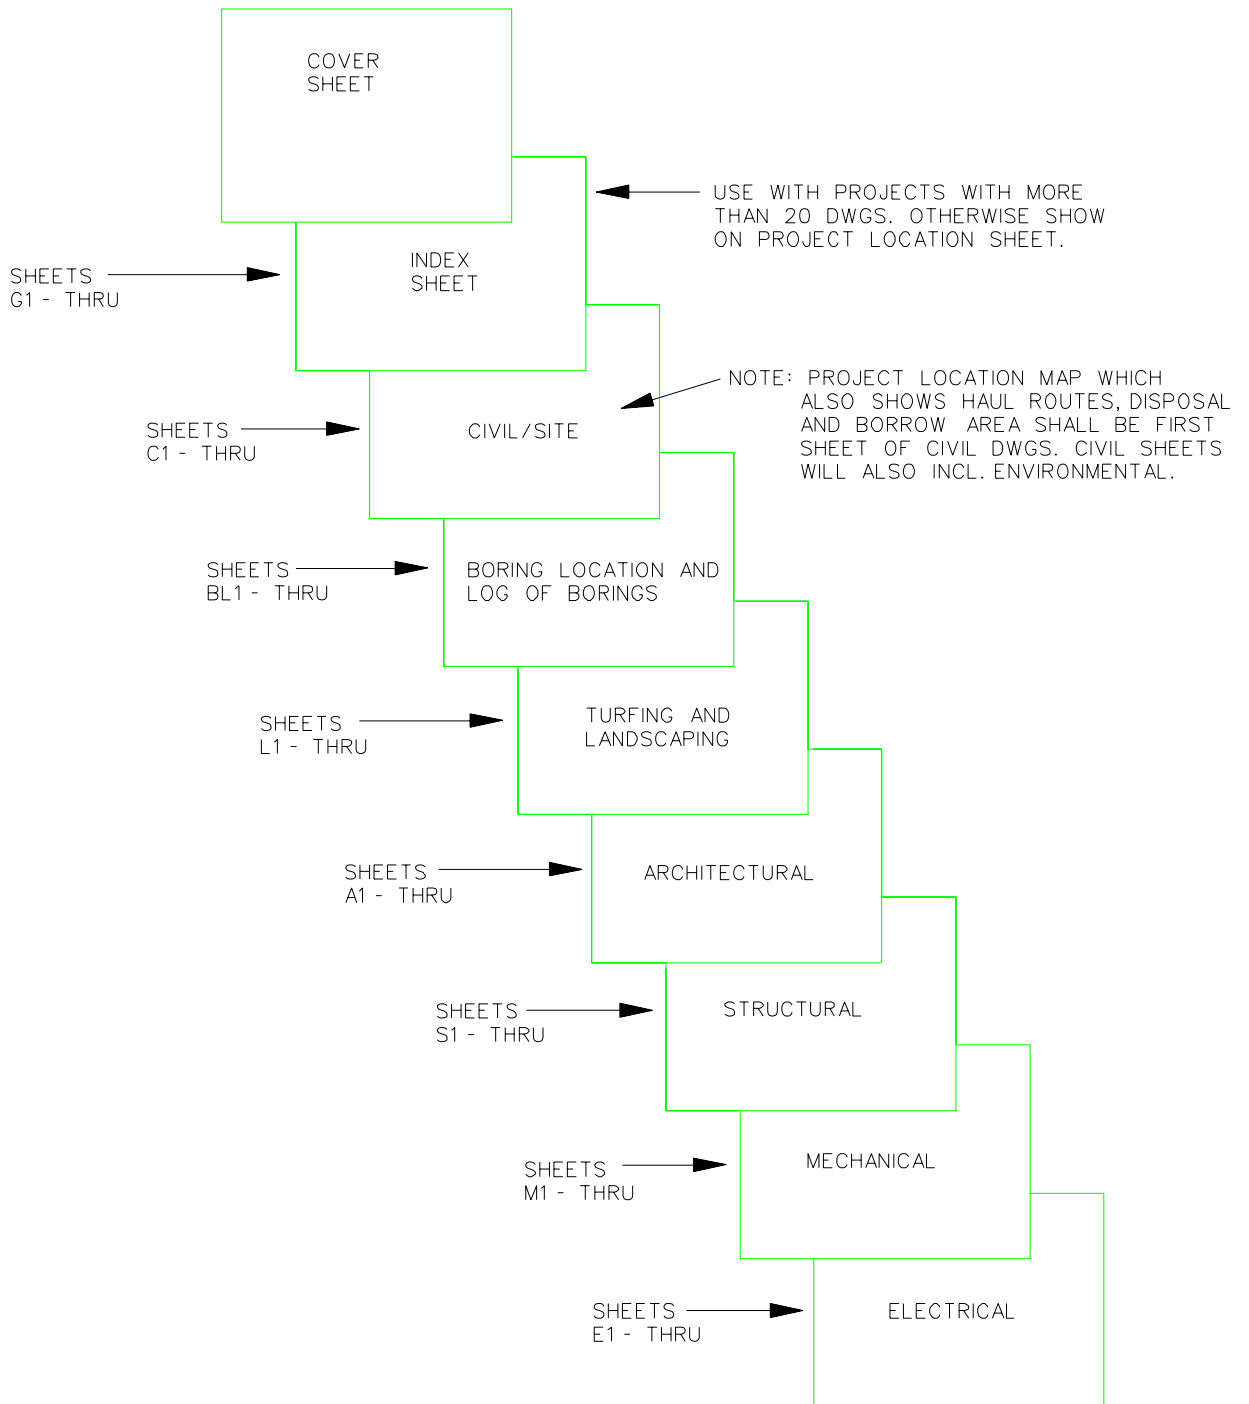 COVER
SHEET
USE WITH PROJECTS WITH MORE
THAN 20 DWGS. OTHERWISE SHOW
ON PROJECT LOCATION SHEET.
INDEX
SHEET
SHEETS
G1 - THRU
NOTE: PROJECT LOCATION MAP WHICH
ALSO SHOWS HAUL ROUTES, DISPOSAL
AND BORROW AREA SHALL BE FIRST
SHEET OF CIVIL DWGS. CIVIL SHEETS
WILL ALSO INCL. ENVIRONMENTAL.
SHEETS
C1 - THRU
CIVIL/SITE
SHEETS
BL1 - THRU
BORING LOCATION AND
LOG OF BORINGS
SHEETS
L1 - THRU
TURFING AND
LANDSCAPING
SHEETS
A1 - THRU
ARCHITECTURAL
SHEETS
S1 - THRU
STRUCTURAL
SHEETS
M1 - THRU
MECHANICAL
SHEETS
E1 - THRU
ELECTRICAL